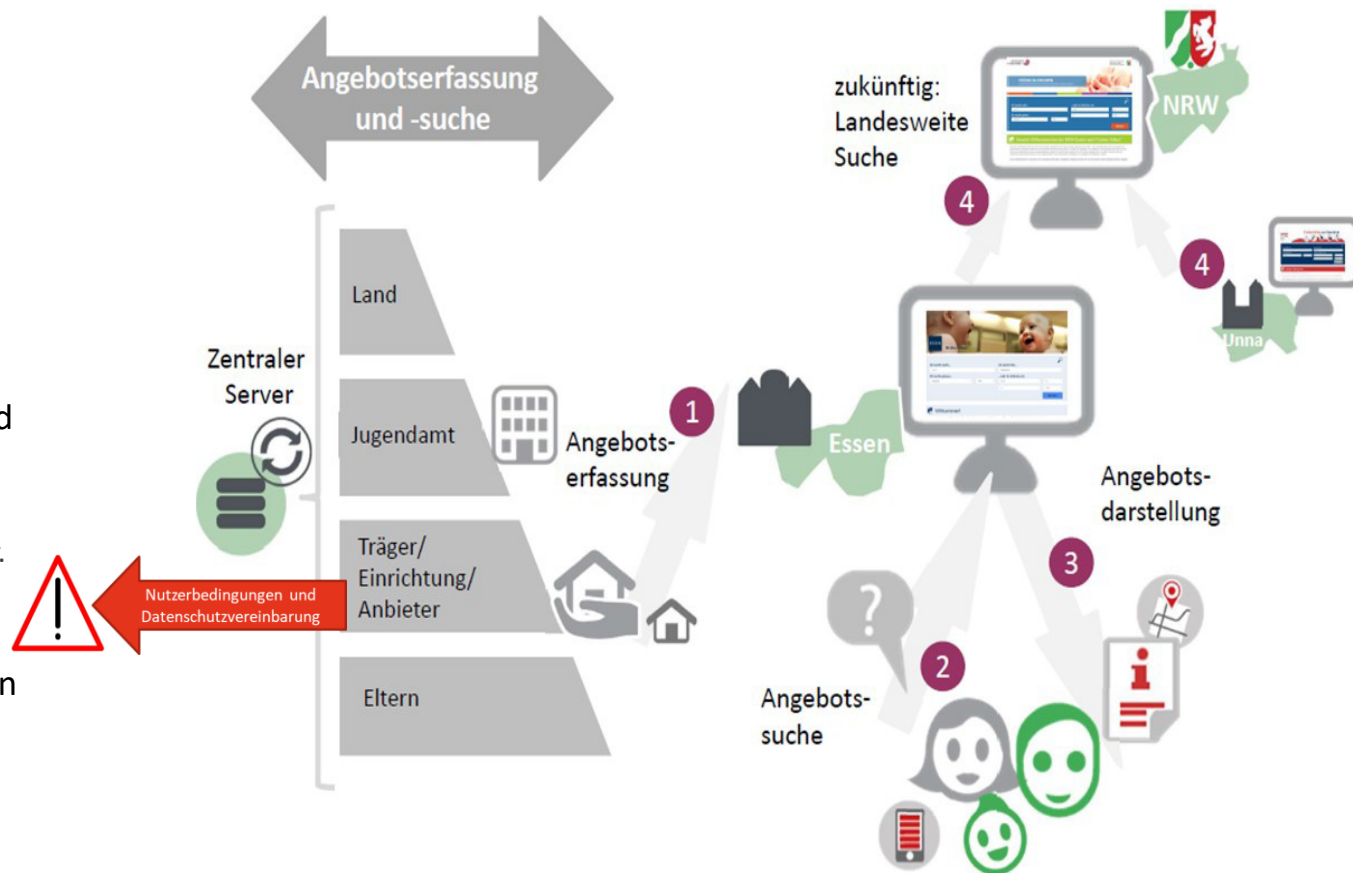 Angebotserfassung
und -suche
zukünftig:
Landesweite
Suche
NRW
4
4
Unna
Land
Zentraler
Server
Jugendamt
1
Angebots-
erfassung
Essen
Angebots-
darstellung
d
.
Träger/
Einrichtung/
Anbieter
Nutzerbedingungen und
Datenschutzvereinbarung
!
3
?
2
n
Eltern
Angebots-
suche
i